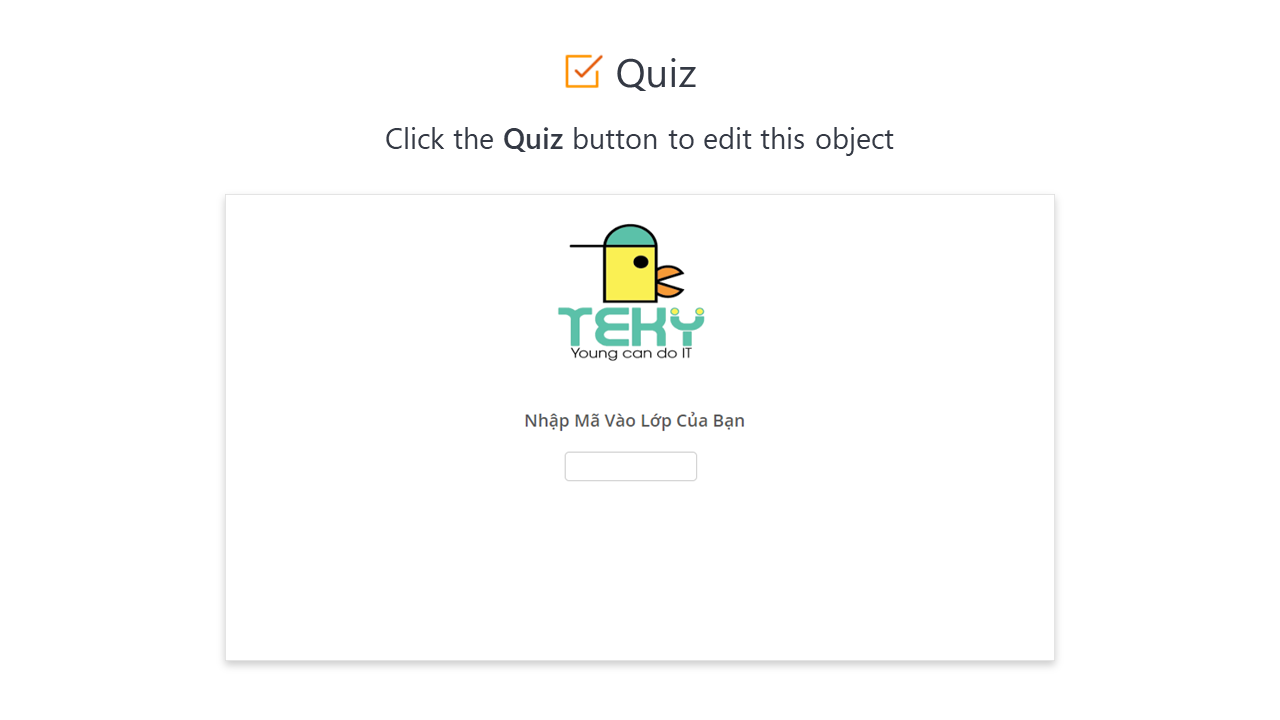 Quiz
Click the Quiz button to edit this object
TEKY
Young can do IT
Nhập Mã Vào Lớp Của Bạn